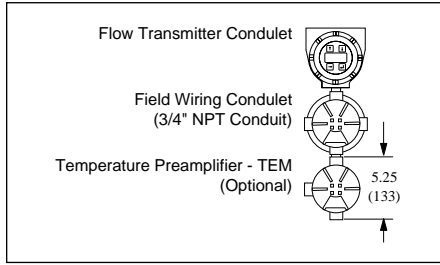 Flow Transmitter Condulet
Field Wiring Condulet
(3/4" NPT Conduit)
Temperature Preamplifier - TEM
(Optional)
5.25
(133)